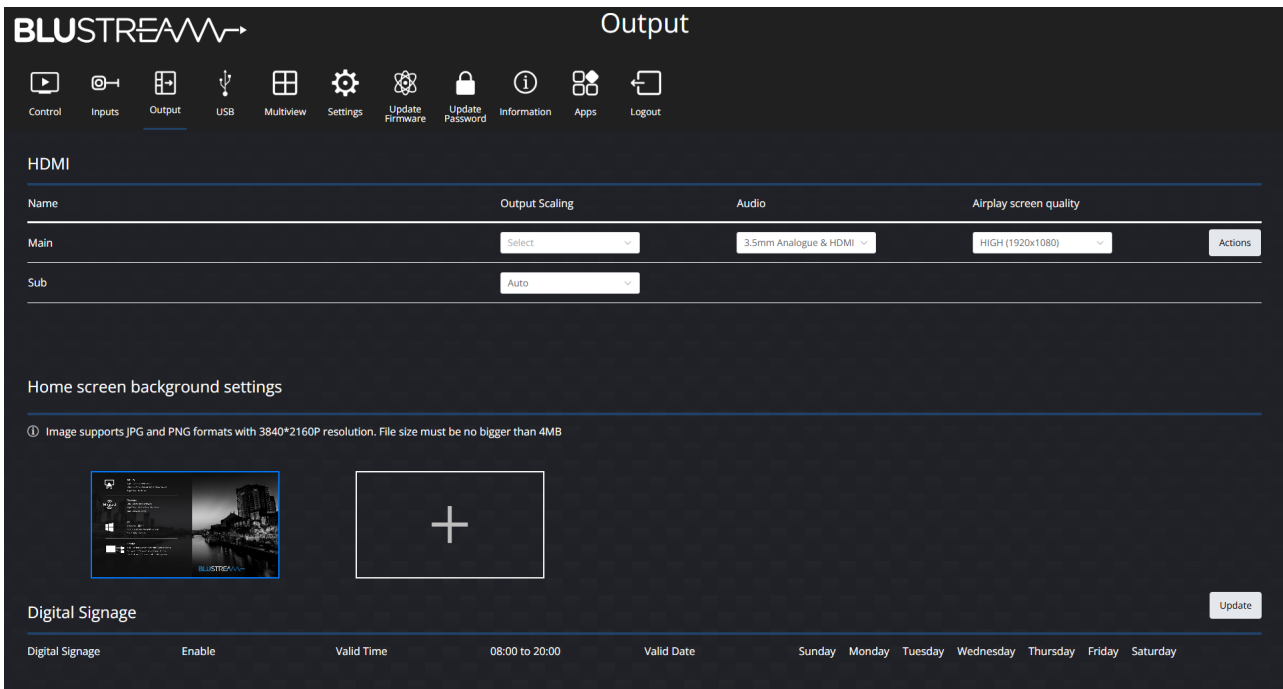 BLUSTREAM
Output
Control Inputs Output USB Multiview Settings Update Firmware Update Password Information Apps Logout
HDMI
Name Output Scaling Audio Airplay screen quality
Main Select 3.5mm Analogue & HDMI HIGH (1920x1080) Actions
Sub Auto
Home screen background settings
Image supports JPG and PNG formats with 3840*2160P resolution. File size must be no bigger than 4MB
BLUSTREAM
Digital Signage Update
Digital Signage Enable Valid Time 08:00 to 20:00 Valid Date Sunday Monday Tuesday Wednesday Thursday Friday Saturday